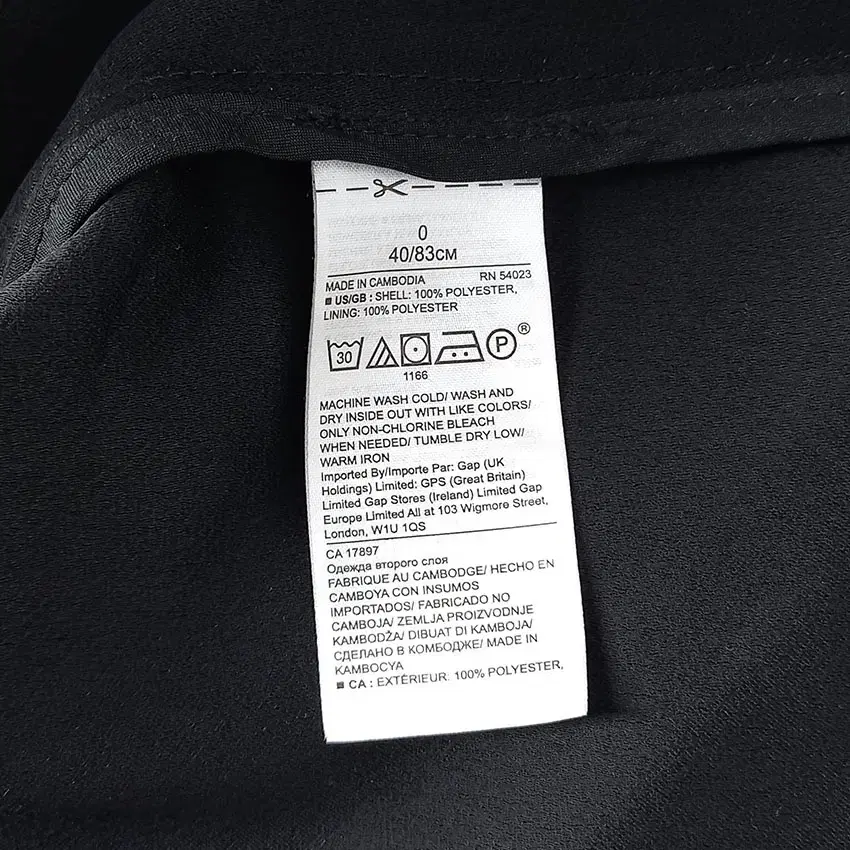 0
40/83CM
MADE IN CAMBODIA RN 54023
US/GB : SHELL: 100% POLYESTER,
LINING: 100% POLYESTER
30 P ®
1166
MACHINE WASH COLD/ WASH AND
DRY INSIDE OUT WITH LIKE COLORS/
ONLY NON-CHLORINE BLEACH
WHEN NEEDED/ TUMBLE DRY LOW/
WARM IRON
Imported By/Importe Par: Gap (UK
Holdings) Limited: GPS (Great Britain)
Limited Gap Stores (Ireland) Limited Gap
Europe Limited All at 103 Wigmore Street,
London, W1U 1QS
CA 17897
Одежда второго слоя
FABRIQUE AU CAMBODGE/ HECHO EN
CAMBOYA CON INSUMOS
IMPORTADOS/ FABRICADO NO
CAMBOJA/ ZEMLJA PROIZVODNJE
KAMBODŽA/ DIBUAT DI KAMBOJA/
СДЕЛАНО В КОМБОДЖЕ/ MADE IN
KAMBOCYA
CA : EXTÉRIEUR: 100% POLYESTER,